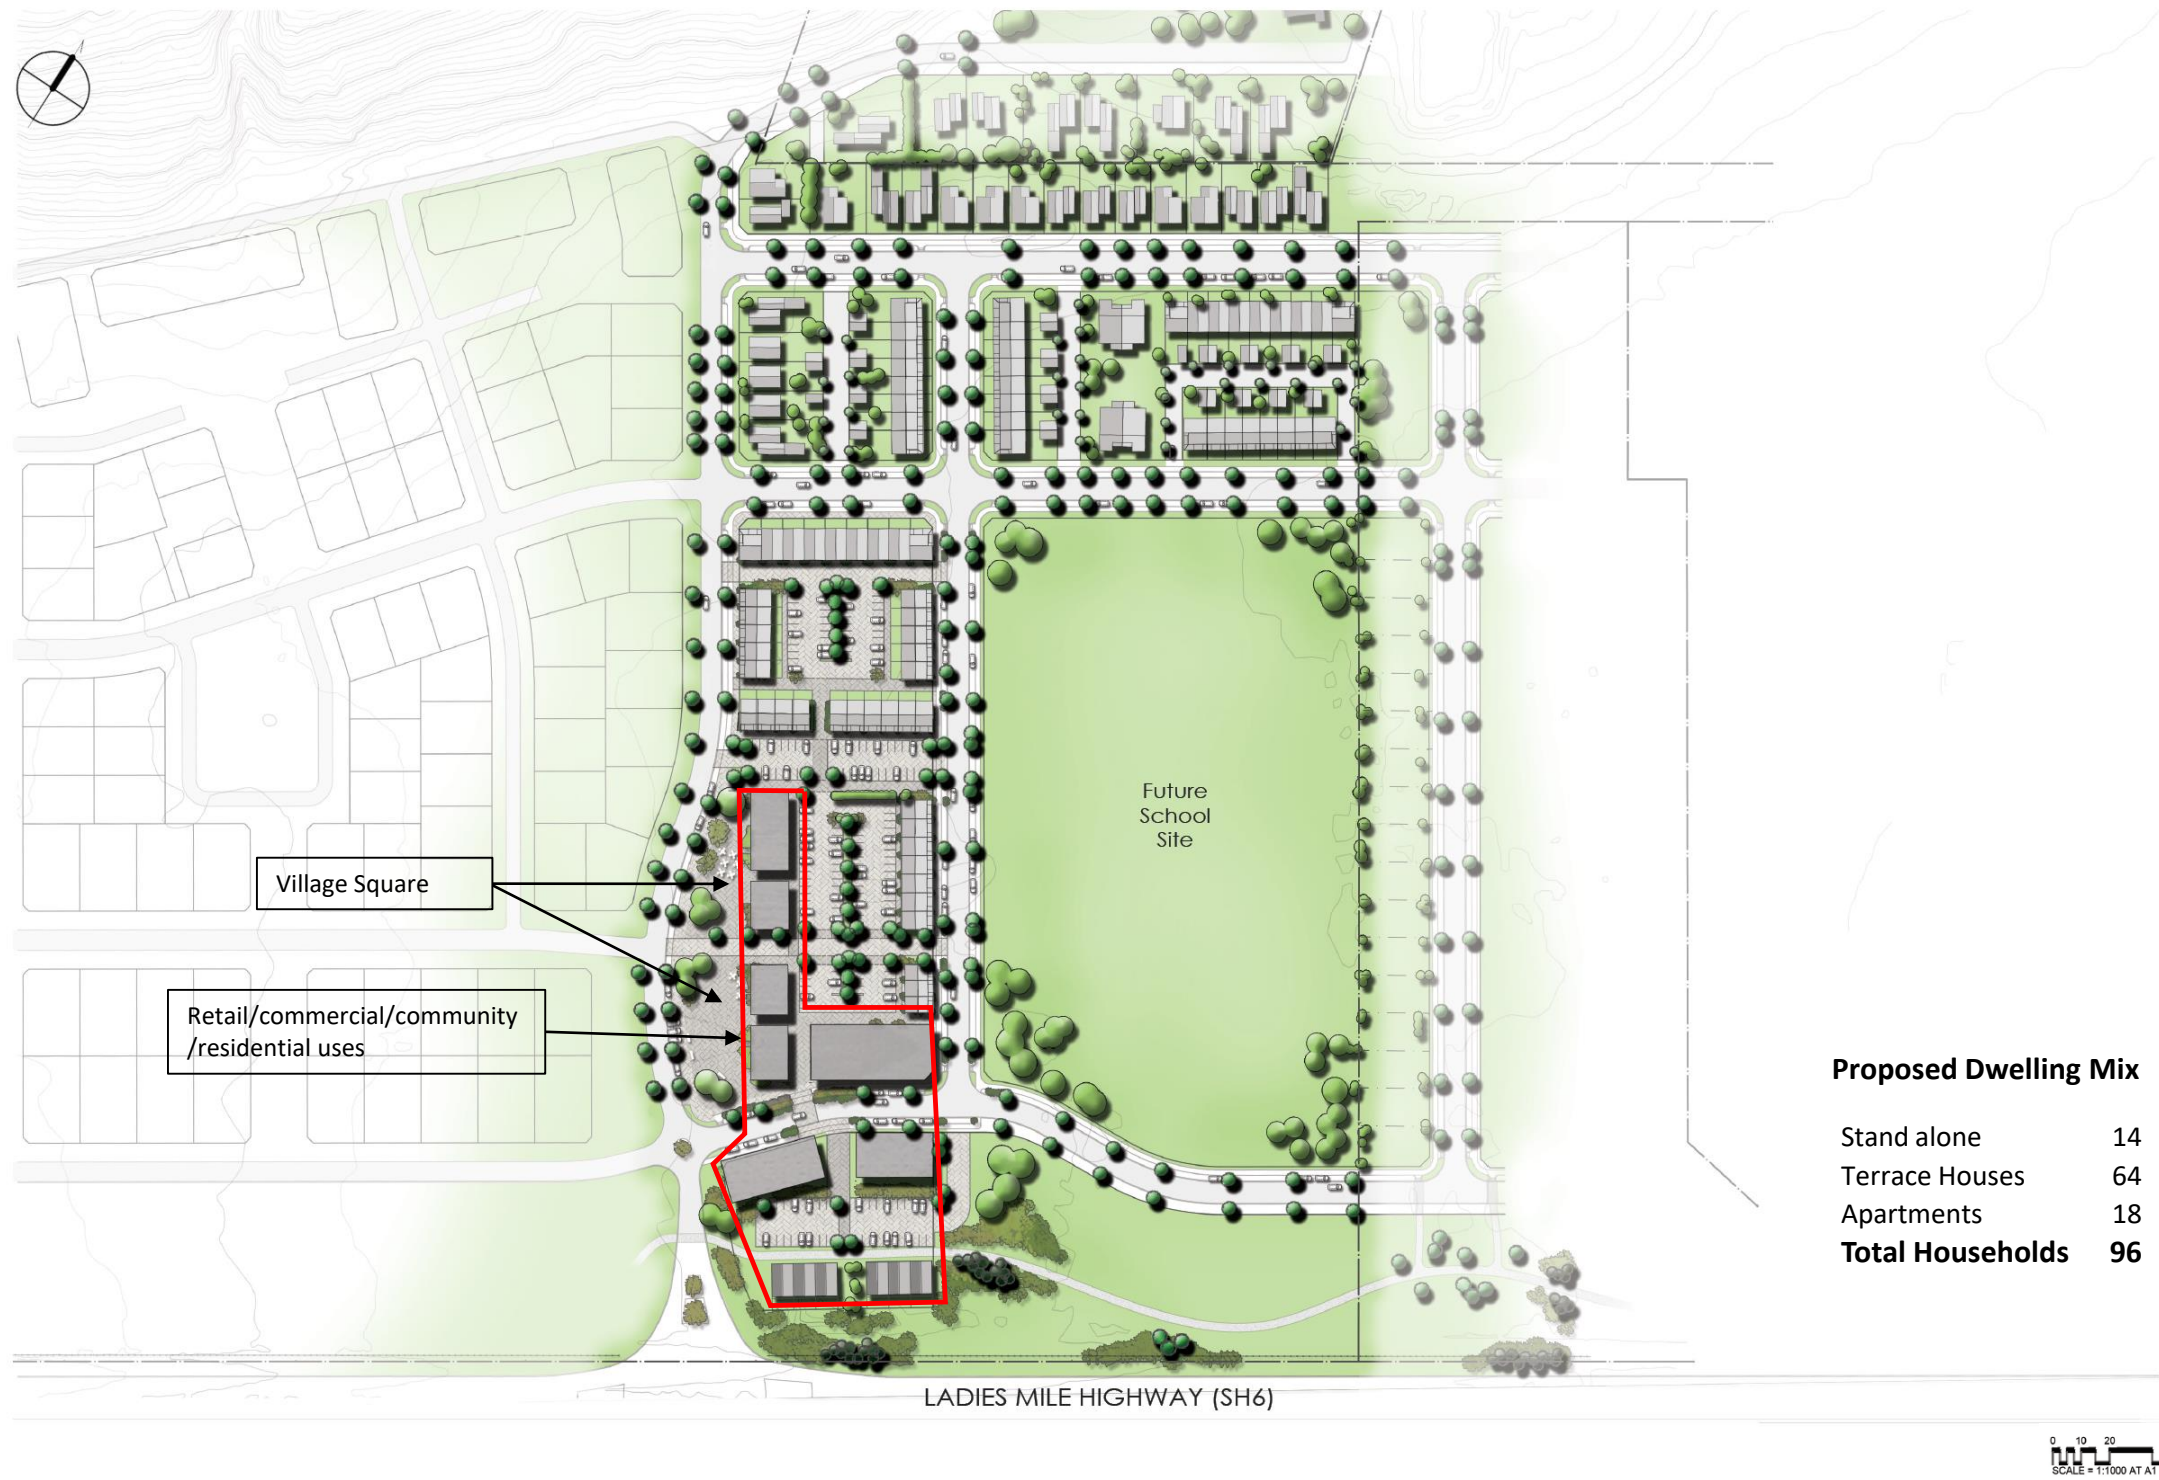 Future
School
Site
Village Square
Retail/commercial/community
/residential uses
Proposed Dwelling Mix
Stand alone 14
Terrace Houses 64
Apartments 18
Total Households 96
LADIES MILE HIGHWAY (SH6)
0 10 20
SCALE = 1:1000 AT A1